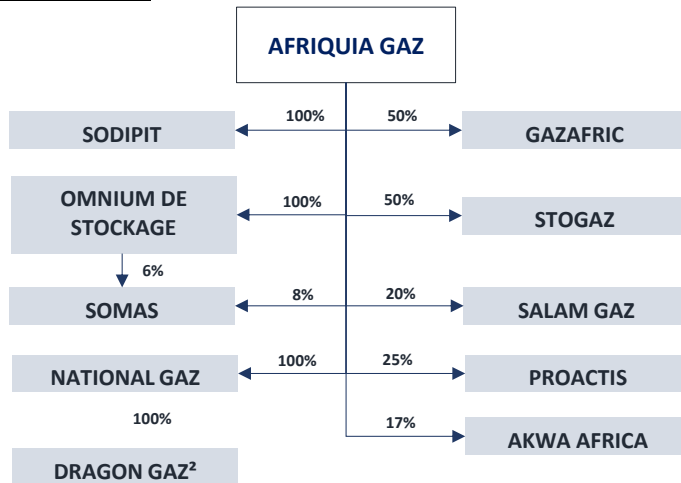 AFRIQUIA GAZ
100% 50%
SODIPIT GAZAFRIC
OMNIUM DE
STOCKAGE
100% 50%
STOGAZ
6%
8% 20%
SOMAS SALAM GAZ
100% 25%
NATIONAL GAZ PROACTIS
100%
17%
AKWA AFRICA
DRAGON GAZ²